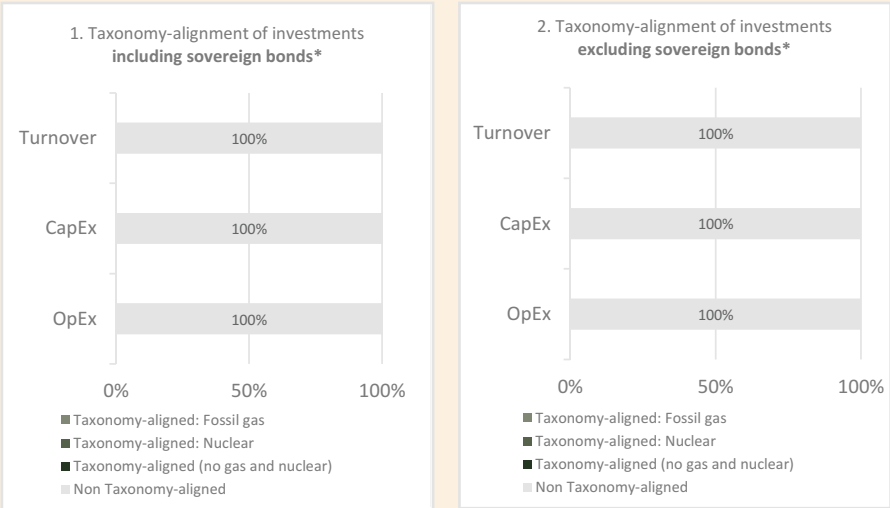 1. Taxonomy-alignment of investments
including sovereign bonds*
Turnover
100%
CapEx
100%
OpEx
100%
0%
50%
100%
Taxonomy-aligned: Fossil gas
Taxonomy-aligned: Nuclear
Taxonomy-aligned (no gas and nuclear)
Non Taxonomy-aligned
2. Taxonomy-alignment of investments
excluding sovereign bonds*
Turnover
100%
CapEx
100%
OpEx
100%
0%
50%
100%
Taxonomy-aligned: Fossil gas
Taxonomy-aligned: Nuclear
Taxonomy-aligned (no gas and nuclear)
Non Taxonomy-aligned